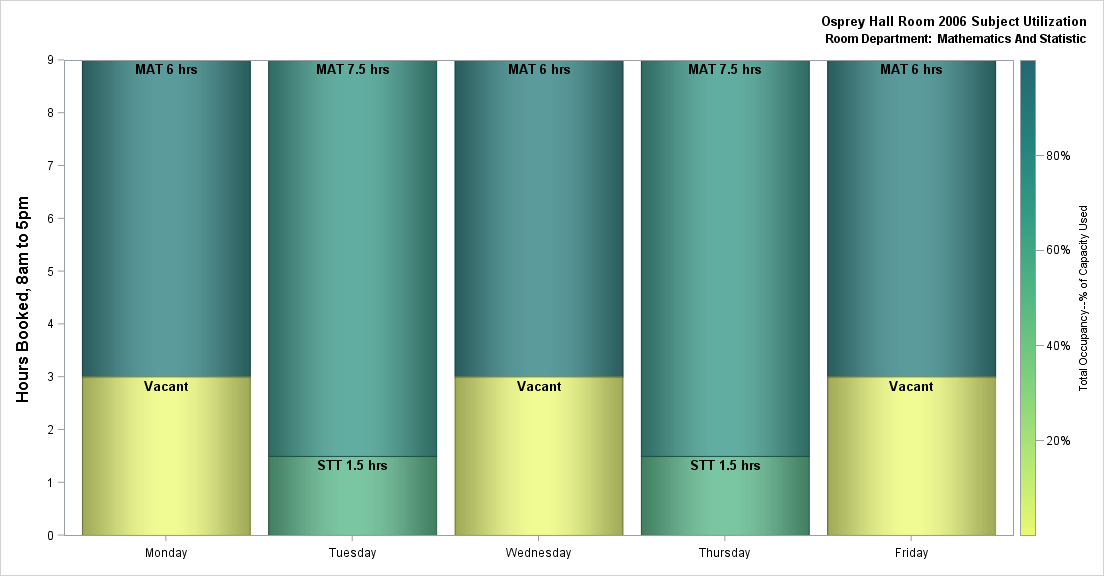 Osprey Hall Room 2006 Subject Utilization
Room Department: Mathematics And Statistic
Hours Booked, 8am to 5pm
9
8
7
6
5
4
3
2
1
0
MAT 6 hrs
MAT 7.5 hrs
MAT 6 hrs
MAT 7.5 hrs
MAT 6 hrs
Vacant
Vacant
Vacant
STT 1.5 hrs
STT 1.5 hrs
Monday
Tuesday
Wednesday
Thursday
Friday
80%
60%
40%
20%
Total Occupancy--% of Capacity Used